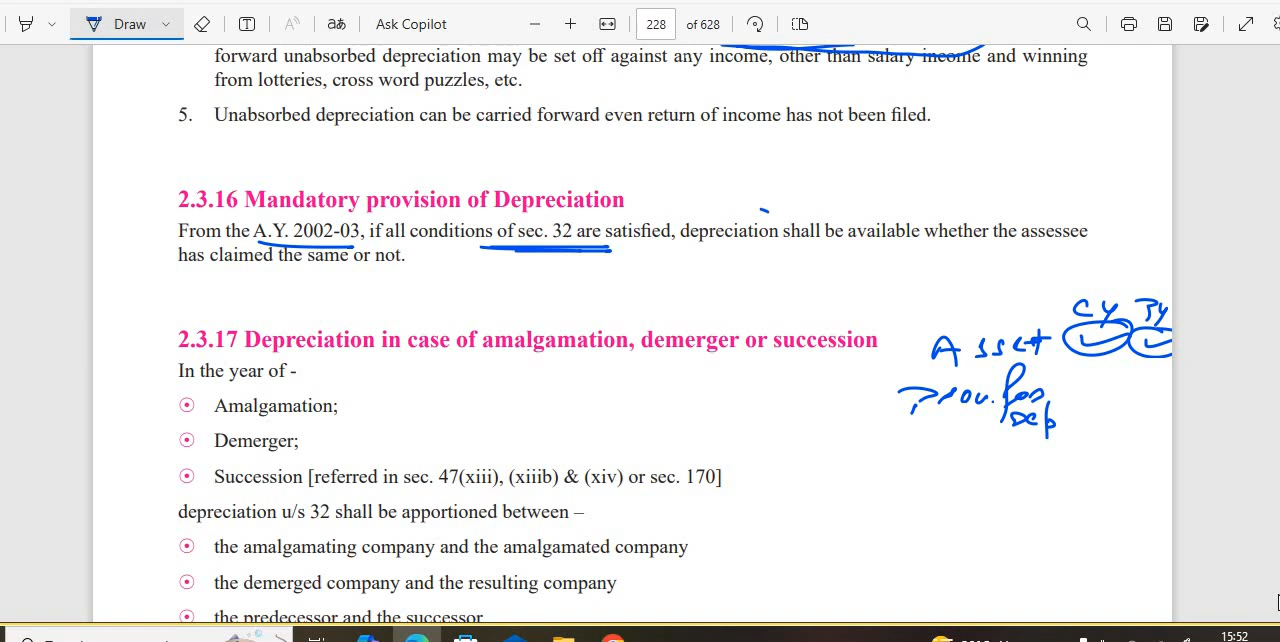 Draw
aあ
Ask Copilot
228 of 628
forward unabsorbed depreciation may be set off against any income, other than salary income and winning
from lotteries, cross word puzzles, etc.
5. Unabsorbed depreciation can be carried forward even return of income has not been filed.
2.3.16 Mandatory provision of Depreciation
From the A.Y. 2002-03, if all conditions of sec. 32 are satisfied, depreciation shall be available whether the assessee
has claimed the same or not.
CY PY
Asset
2.3.17 Depreciation in case of amalgamation, demerger or succession
In the year of -
Prov. for
Dep
Amalgamation;
Demerger;
Succession [referred in sec. 47(xiii), (xiiib) & (xiv) or sec. 170]
depreciation u/s 32 shall be apportioned between –
the amalgamating company and the amalgamated company
the demerged company and the resulting company
the predecessor and the successor
15:52